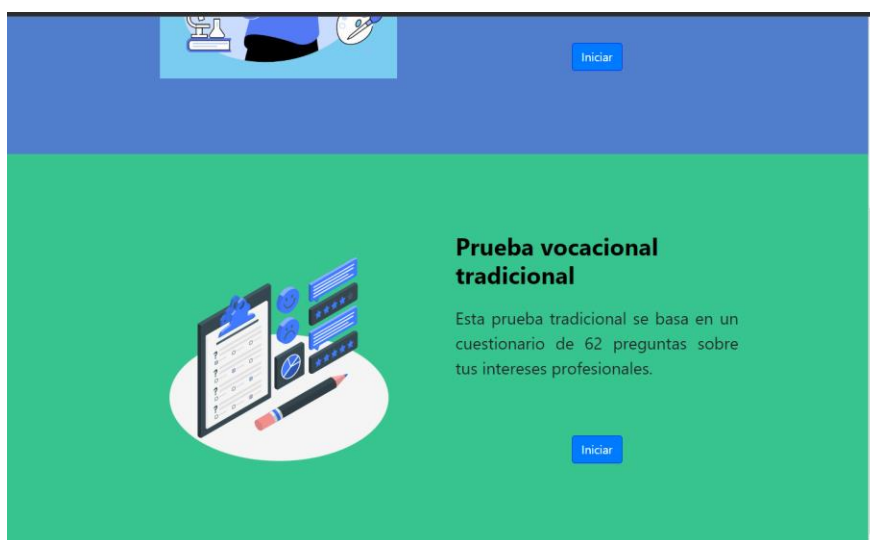 Iniciar
Prueba vocacional
tradicional
Esta prueba tradicional se basa en un
cuestionario de 62 preguntas sobre
tus intereses profesionales.
Iniciar